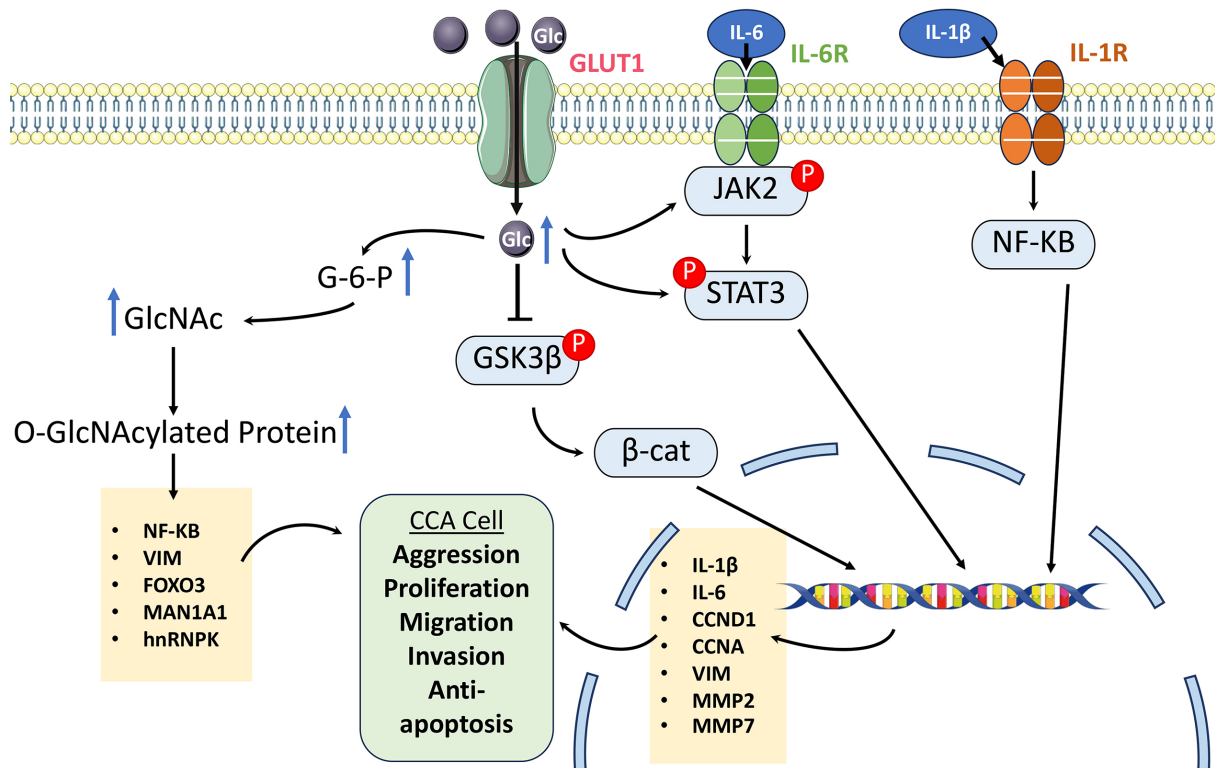 Glc
GLUT1
IL-6
IL-6R
IL-1β
IL-1R
JAK2
P
Glc
NF-KB
G-6-P
P
STAT3
GlcNAc
GSK3β
P
O-GlcNAcylated Protein
β-cat
• NF-KB
• VIM
• FOXO3
• MAN1A1
• hnRNPK
CCA Cell
Aggression
Proliferation
Migration
Invasion
Anti-
apoptosis
• IL-1β
• IL-6
• CCND1
• CCNA
• VIM
• MMP2
• MMP7